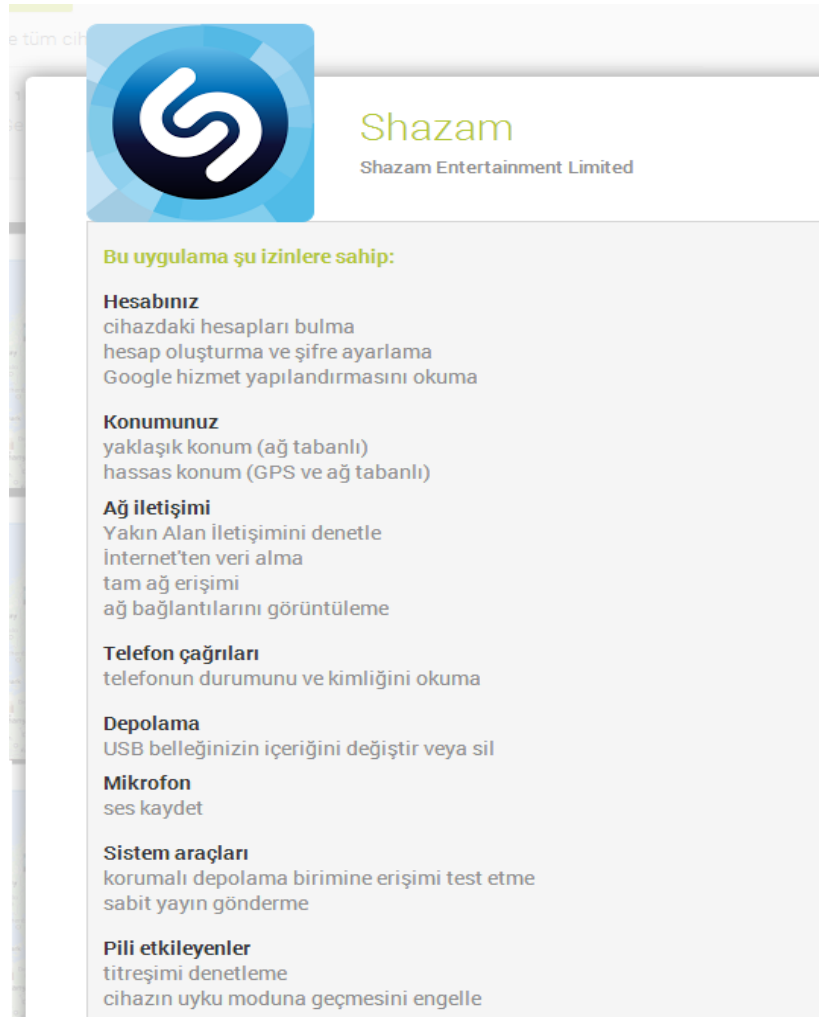 e tüm cih
Shazam
Shazam Entertainment Limited
Bu uygulama şu izinlere sahip:
Hesabınız
cihazdaki hesapları bulma
hesap oluşturma ve şifre ayarlama
Google hizmet yapılandırmasını okuma
Konumunuz
yaklaşık konum (ağ tabanlı)
hassas konum (GPS ve ağ tabanlı)
Ağ iletişimi
Yakın Alan İletişimini denetle
İnternet'ten veri alma
tam ağ erişimi
ağ bağlantılarını görüntüleme
Telefon çağrıları
telefonun durumunu ve kimliğini okuma
Depolama
USB belleğinizin içeriğini değiştir veya sil
Mikrofon
ses kaydet
Sistem araçları
korumalı depolama birimine erişimi test etme
sabit yayın gönderme
Pili etkileyenler
titreşimi denetleme
cihazın uyku moduna geçmesini engelle